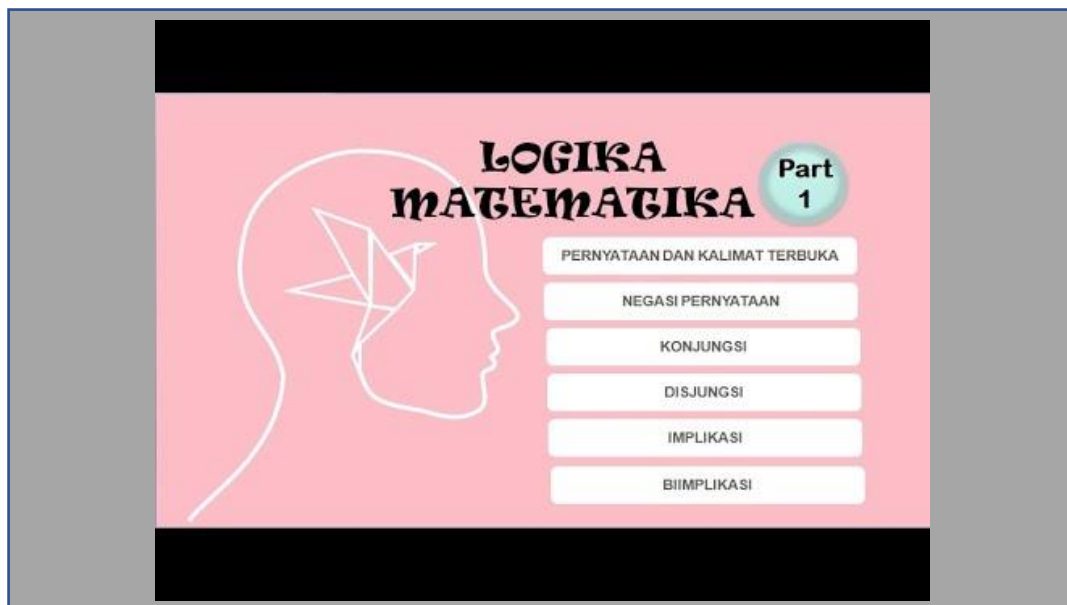 LOGIKA
MATEMATIKA
Part
1
PERNYATAAN DAN KALIMAT TERBUKA
NEGASI PERNYATAAN
KONJUNGSI
DISJUNGSI
IMPLIKASI
BIIMPLIKASI